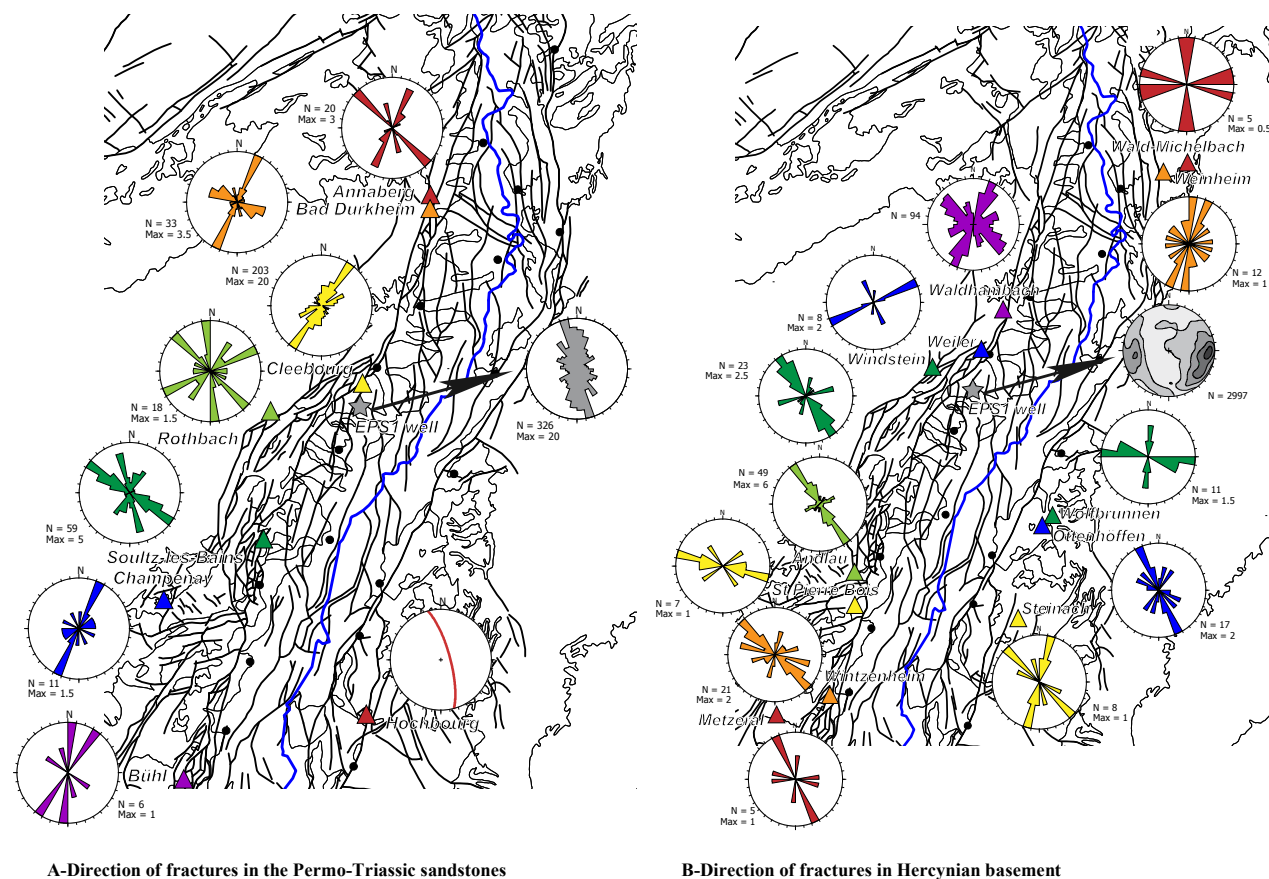 N
N = 20
Max = 3
Annaberg
Bad Durkheim
N
N = 33
Max = 3.5
N
N = 203
Max = 20
Cleebourg
N
N = 18
Max = 1.5
Rothbach
EPS1 well
N
N = 326
Max = 20
N
N = 59
Max = 5
Soultz-les-Bains
Champenay
N
N = 11
Max = 1.5
N
Hochbourg
N
N = 6
Max = 1
Bühl
A-Direction of fractures in the Permo-Triassic sandstones
N
N = 5
Max = 0.5
Wald-Michelbach
Weinheim
N
N = 94
N
N = 12
Max = 1
Waldhambach
N
N = 8
Max = 2
Weiler
Windstein
N
N = 23
Max = 2.5
N = 2997
EPS1 well
N
N = 11
Max = 1.5
N
N = 49
Max = 6
Wolfbrunnen
Ottenhöffen
Andlau
N
N = 7
Max = 1
St Pierre Bois
N
N = 17
Max = 2
Steinach
N
N = 8
Max = 1
N
N = 21
Max = 2
Wintzenheim
Metzeral
N
N = 5
Max = 1
B-Direction of fractures in Hercynian basement